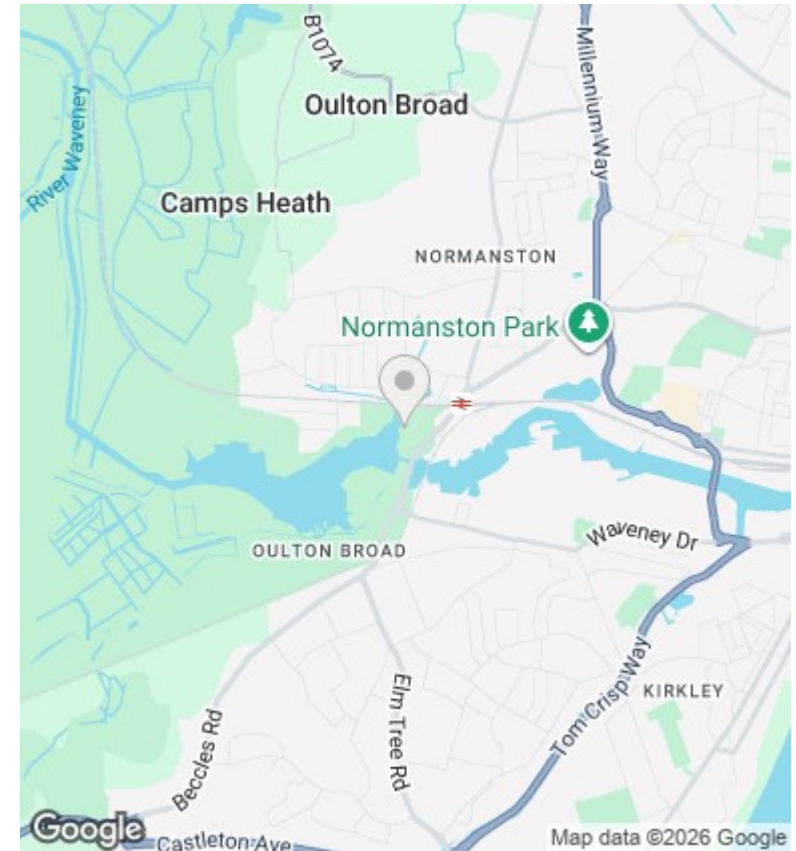 B1074
Millennium Way
Oulton Broad
River Waveney
Camps Heath
NORMANSTON
Normanston Park
Waveney Dr
OULTON BROAD
KIRKLEY
Elm Tree Rd
Tom Crisp Way
Beccles Rd
Google
Castleton Ave
Map data ©2026 Google